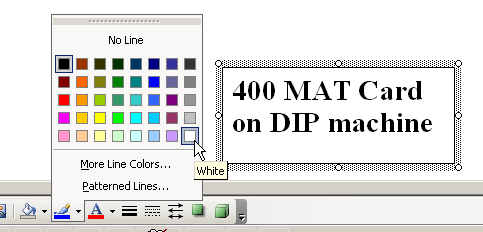 No Line
400 MAT Card
on DIP machine
More Line Colors...
White
Patterned Lines...
A